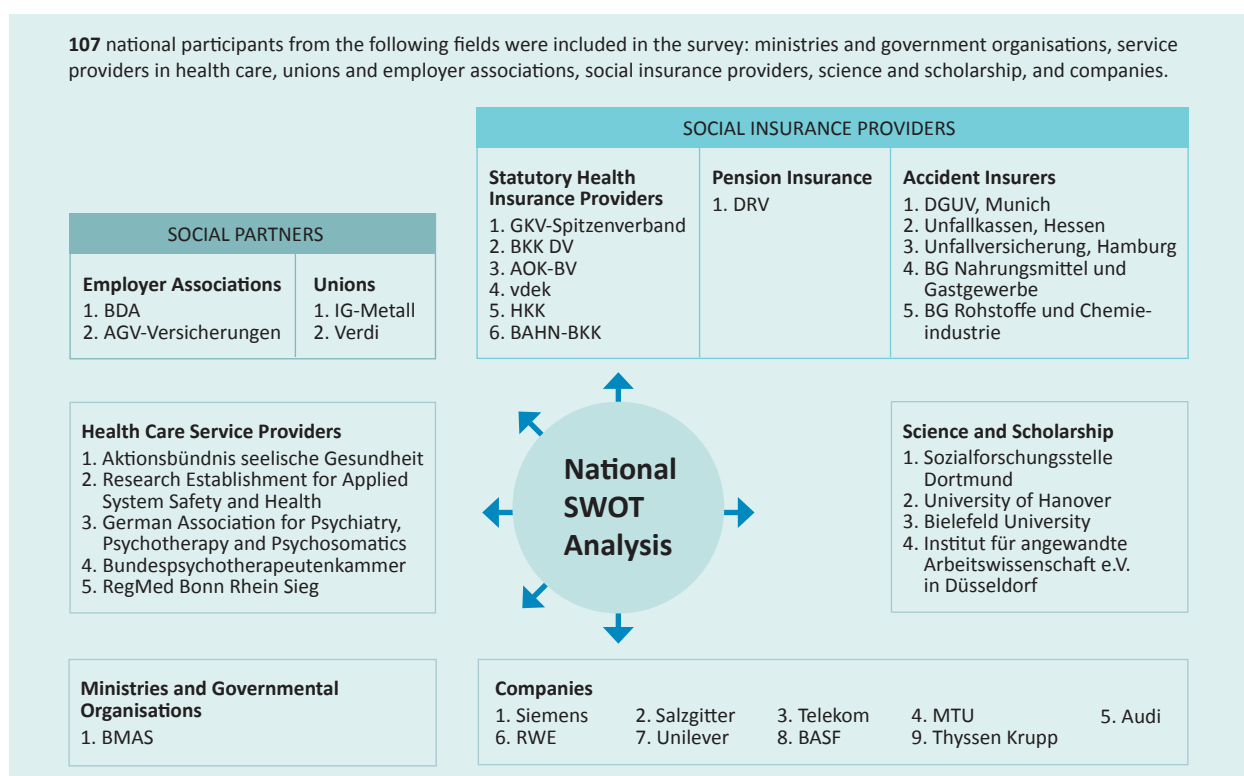 107 national participants from the following fields were included in the survey: ministries and government organisations, service
providers in health care, unions and employer associations, social insurance providers, science and scholarship, and companies.
SOCIAL INSURANCE PROVIDERS
Statutory Health
Insurance Providers
1. GKV-Spitzenverband
2. BKK DV
3. AOK-BV
4. vdek
5. HKK
6. BAHN-BKK
Pension Insurance
1. DRV
Accident Insurers
1. DGUV, Munich
2. Unfallkassen, Hessen
3. Unfallversicherung, Hamburg
4. BG Nahrungsmittel und
Gastgewerbe
5. BG Rohstoffe und Chemie-
industrie
SOCIAL PARTNERS
Employer Associations
1. BDA
2. AGV-Versicherungen
Unions
1. IG-Metall
2. Verdi
Health Care Service Providers
1. Aktionsbündnis seelische Gesundheit
2. Research Establishment for Applied
System Safety and Health
3. German Association for Psychiatry,
Psychotherapy and Psychosomatics
4. Bundespsychotherapeutenkammer
5. RegMed Bonn Rhein Sieg
National
SWOT
Analysis
Science and Scholarship
1. Sozialforschungsstelle
Dortmund
2. University of Hanover
3. Bielefeld University
4. Institut für angewandte
Arbeitswissenschaft e.V.
in Düsseldorf
Ministries and Governmental
Organisations
1. BMAS
Companies
1. Siemens 2. Salzgitter 3. Telekom 4. MTU 5. Audi
6. RWE 7. Unilever 8. BASF 9. Thyssen Krupp